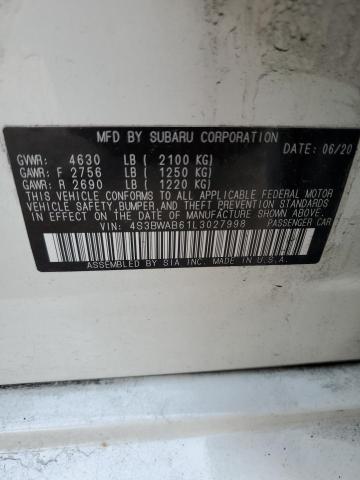 MFD BY SUBARU CORPORATION
DATE: 06/20
GVWR: 4630 LB ( 2100 KG)
GAWR: F 2756 LB ( 1250 KG)
GAWR: R 2690 LB ( 1220 KG)
THIS VEHICLE CONFORMS TO ALL APPLICABLE FEDERAL MOTOR
VEHICLE SAFETY, BUMPER AND THEFT PREVENTION STANDARDS
IN EFFECT ON THE DATE OF MANUFACTURE SHOWN ABOVE.
VIN: 4S3BWAB61L3027998 PASSENGER CAR
ASSEMBLED BY SIA INC. MADE IN U.S.A.